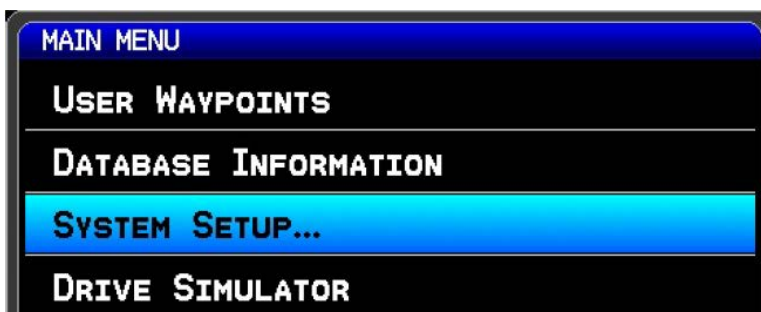 MAIN MENU
USER WAYPOINTS
DATABASE INFORMATION
SYSTEM SETUP...
DRIVE SIMULATOR